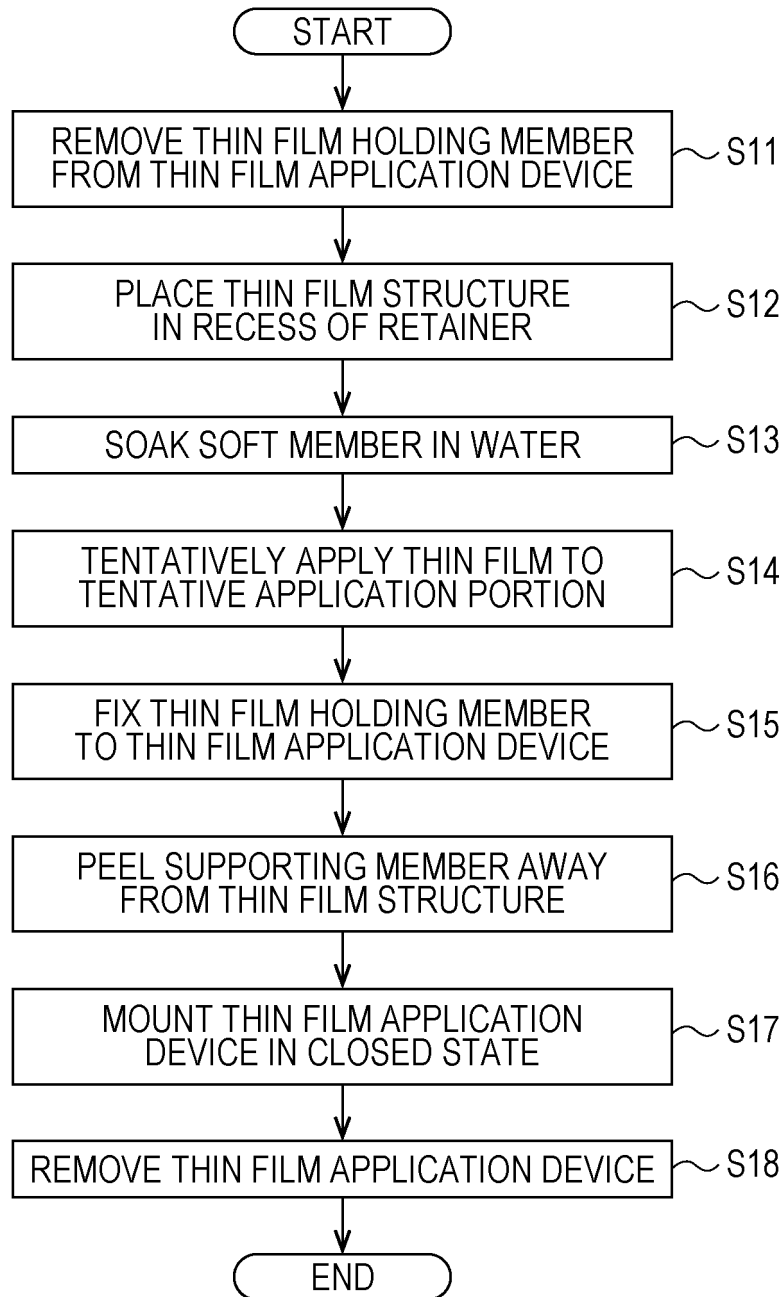 START
REMOVE THIN FILM HOLDING MEMBER
FROM THIN FILM APPLICATION DEVICE
S11
PLACE THIN FILM STRUCTURE
IN RECESS OF RETAINER
S12
SOAK SOFT MEMBER IN WATER
S13
TENTATIVELY APPLY THIN FILM TO
TENTATIVE APPLICATION PORTION
S14
FIX THIN FILM HOLDING MEMBER
TO THIN FILM APPLICATION DEVICE
S15
PEEL SUPPORTING MEMBER AWAY
FROM THIN FILM STRUCTURE
S16
MOUNT THIN FILM APPLICATION
DEVICE IN CLOSED STATE
S17
REMOVE THIN FILM APPLICATION DEVICE
S18
END